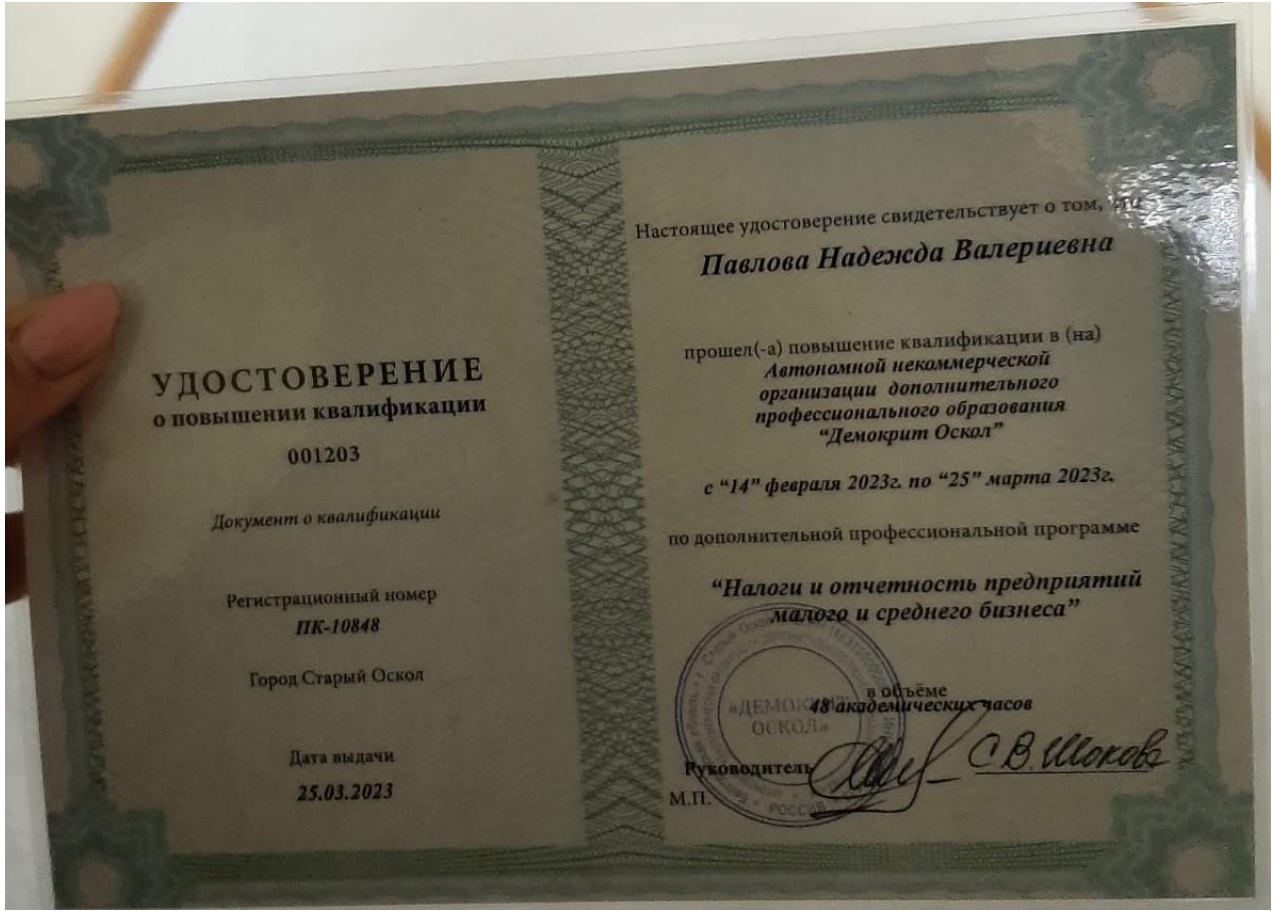 УДОСТОВЕРЕНИЕ
о повышении квалификации
001203
Документ о квалификации
Регистрационный номер
ПК-10848
Город Старый Оскол
Дата выдачи
25.03.2023
Настоящее удостоверение свидетельствует о том,
Павлова Надежда Валериевна
прошел(-а) повышение квалификации в (на)
Автономной некоммерческой
организации дополнительного
профессионального образования
“Демокрит Оскол”
с “14” февраля 2023г. по “25” марта 2023г.
по дополнительной профессиональной программе
“Налоги и отчетность предприятий
малого и среднего бизнеса”
в объёме
48 академических часов
«ДЕМОКРИТ
ОСКОЛ»
РОССИЯ
Руководитель
С.В. Шокова
М.П.